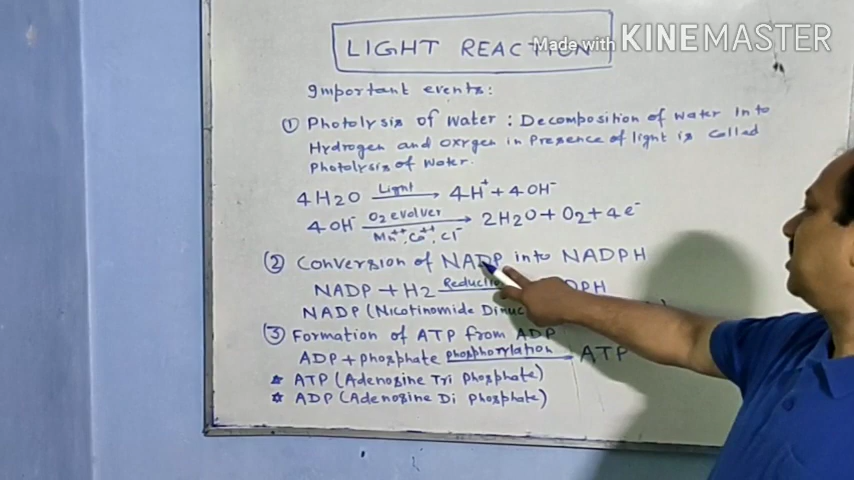 LIGHT REACTION
Made with KINEMASTER
Important events:
① Photolysis of water : Decomposition of water into
Hydrogen and oxygen in presence of light is called
Photolysis of water.
4H2O Light → 4H+ + 4OH-
4OH- O2 evolver Mn++, Ca++, Cl- → 2H2O + O2 + 4e-
② Conversion of NADP into NADPH
NADP + H2 DPH
NADP (Nicotinomide
③ Formation of ATP from ADP
ADP + Phosphate Phosphorylation ATP
☆ ATP (Adenosine Tri Phosphate)
☆ ADP (Adenosine Di Phosphate)